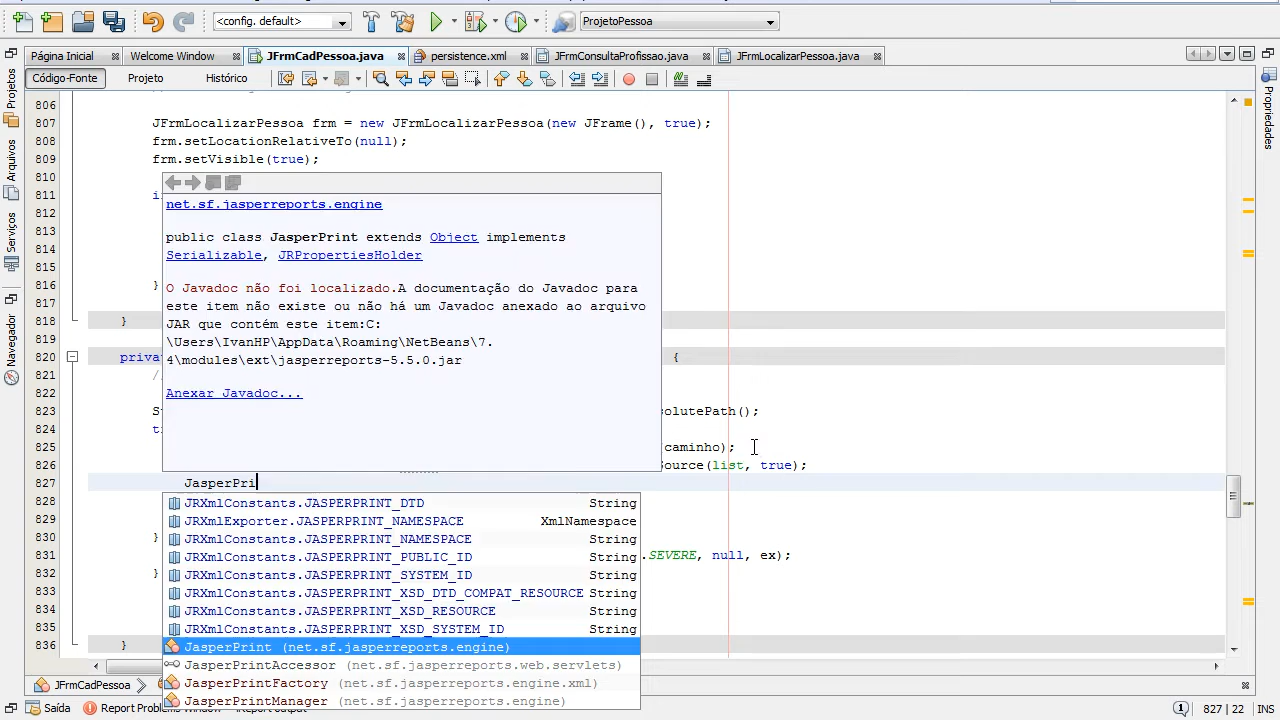 <config. default>
ProjetoPessoa
Página Inicial
Welcome Window
JFrmCadPessoa.java
persistence.xml
JFrmConsultaProfissao.java
JFrmLocalizarPessoa.java
Código-Fonte
Projeto
Histórico
Projetos
Arquivos
Serviços
Navegador
Propriedades
806
807 JFrmLocalizarPessoa frm = new JFrmLocalizarPessoa(new JFrame(), true);
808 frm.setLocationRelativeTo(null);
809 frm.setVisible(true);
810
811 i
812
813
814
815
816 }
817
818 }
819
820 priva {
821 /
822
823 S solutePath();
824 t
825 caminho);
826 Source(list, true);
827 JasperPri
828
829
830 }
831 .SEVERE, null, ex);
832 }
833
834
835
836 }
net.sf.jasperreports.engine
public class JasperPrint extends Object implements
Serializable, JRPropertiesHolder
O Javadoc não foi localizado.A documentação do Javadoc para
este item não existe ou não há um Javadoc anexado ao arquivo
JAR que contém este item:C:
\Users\IvanHP\AppData\Roaming\NetBeans\7.
4\modules\ext\jasperreports-5.5.0.jar
Anexar Javadoc...
JRXmlConstants.JASPERPRINT_DTD String
JRXmlExporter.JASPERPRINT_NAMESPACE XmlNamespace
JRXmlConstants.JASPERPRINT_NAMESPACE String
JRXmlConstants.JASPERPRINT_PUBLIC_ID String
JRXmlConstants.JASPERPRINT_SYSTEM_ID String
JRXmlConstants.JASPERPRINT_XSD_DTD_COMPAT_RESOURCE String
JRXmlConstants.JASPERPRINT_XSD_RESOURCE String
JRXmlConstants.JASPERPRINT_XSD_SYSTEM_ID String
JasperPrint (net.sf.jasperreports.engine)
JasperPrintAccessor (net.sf.jasperreports.web.servlets)
JasperPrintFactory (net.sf.jasperreports.engine.xml)
JasperPrintManager (net.sf.jasperreports.engine)
JFrmCadPessoa
Saída
Report Problems Window
827 | 22
INS